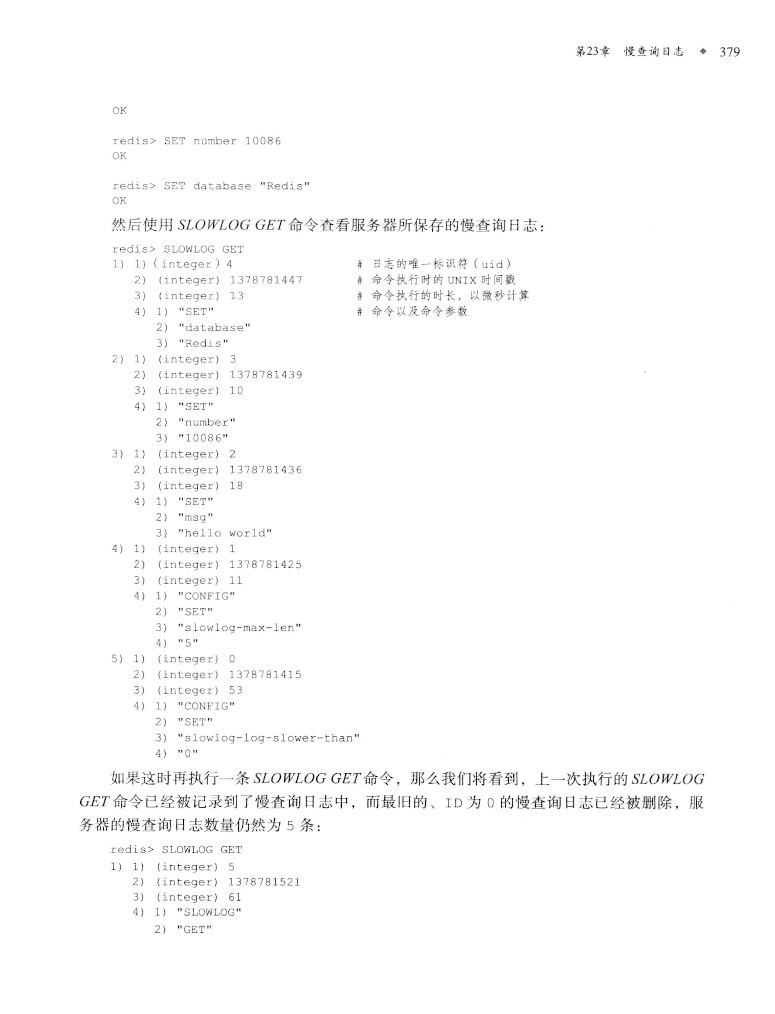 第23章 慢查询日志 ◆ 379
OK
redis> SET number 10086
OK
redis> SET database "Redis"
OK
然后使用 SLOWLOG GET 命令查看服务器所保存的慢查询日志：
redis> SLOWLOG GET
1) 1) (integer) 4 # 日志的唯一标识符（uid）
2) (integer) 1378781447 # 命令执行时的 UNIX 时间戳
3) (integer) 13 # 命令执行的时长，以微秒计算
4) 1) "SET" # 命令以及命令参数
2) "database"
3) "Redis"
2) 1) (integer) 3
2) (integer) 1378781439
3) (integer) 10
4) 1) "SET"
2) "number"
3) "10086"
3) 1) (integer) 2
2) (integer) 1378781436
3) (integer) 18
4) 1) "SET"
2) "msg"
3) "hello world"
4) 1) (integer) 1
2) (integer) 1378781425
3) (integer) 11
4) 1) "CONFIG"
2) "SET"
3) "slowlog-max-len"
4) "5"
5) 1) (integer) 0
2) (integer) 1378781415
3) (integer) 53
4) 1) "CONFIG"
2) "SET"
3) "slowlog-log-slower-than"
4) "0"
如果这时再执行一条 SLOWLOG GET 命令，那么我们将看到，上一次执行的 SLOWLOG
GET 命令已经被记录到了慢查询日志中，而最旧的、ID 为 0 的慢查询日志已经被删除，服
务器的慢查询日志数量仍然为 5 条：
redis> SLOWLOG GET
1) 1) (integer) 5
2) (integer) 1378781521
3) (integer) 61
4) 1) "SLOWLOG"
2) "GET"